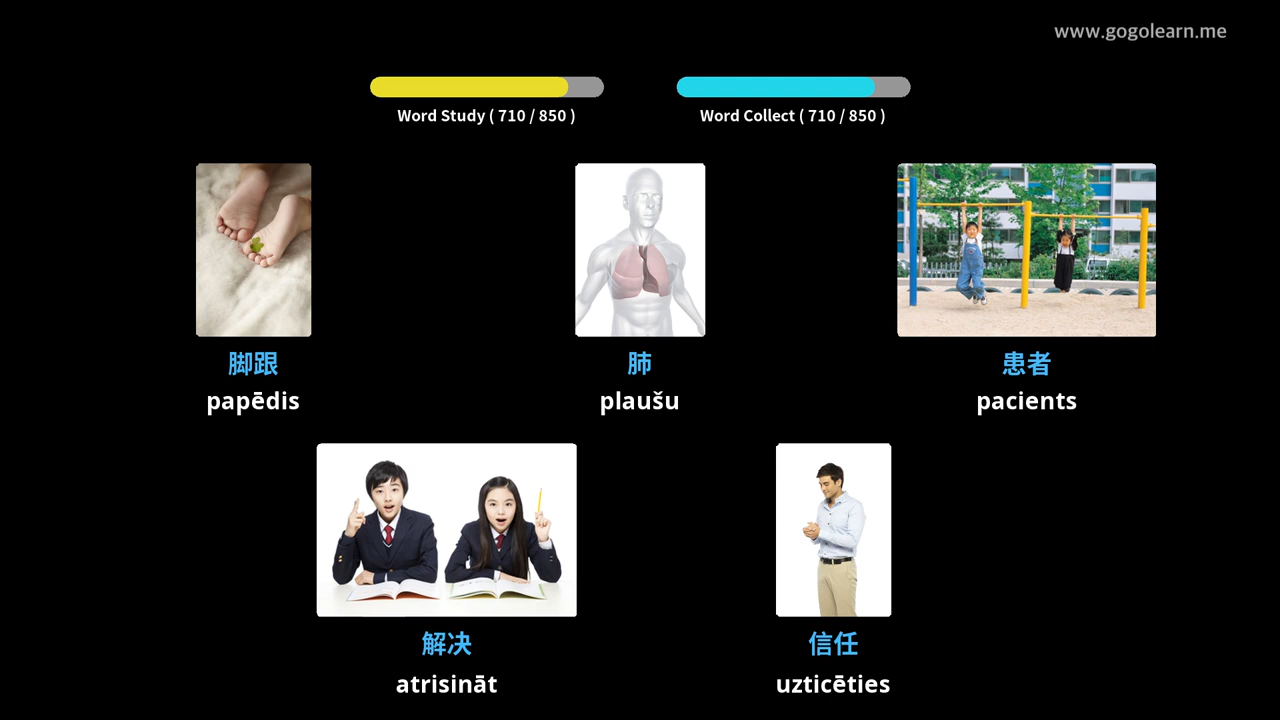 www.gogolearn.me
Word Study ( 710 / 850 )
Word Collect ( 710 / 850 )
脚跟
papēdis
肺
plaušu
患者
pacients
解决
atrisināt
信任
uzticēties